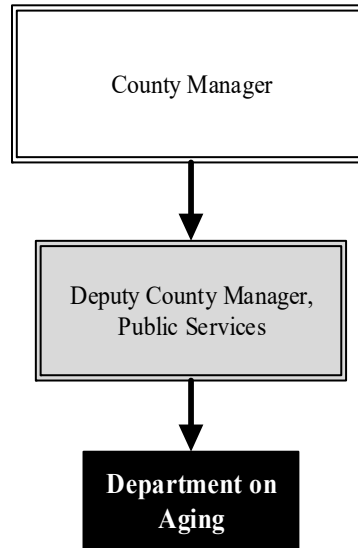 County Manager
Deputy County Manager,
Public Services
Department on
Aging